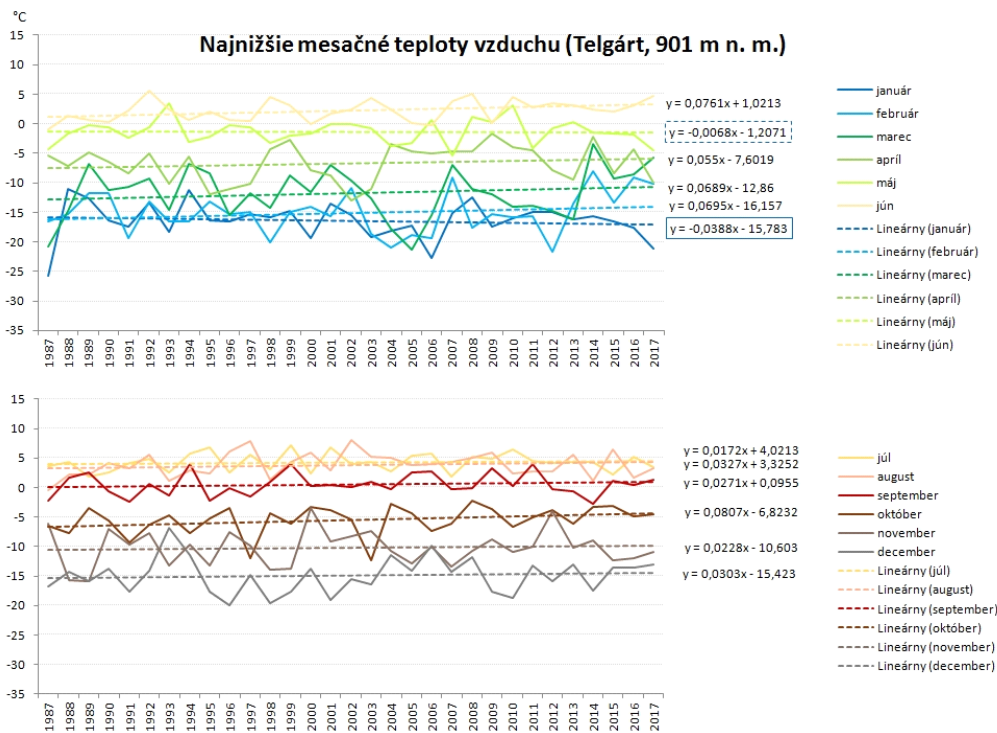 °C
Najnižšie mesačné teploty vzduchu (Telgárt, 901 m n. m.)
15
10
5
0
-5
-10
-15
-20
-25
-30
-35
1987
1988
1989
1990
1991
1992
1993
1994
1995
1996
1997
1998
1999
2000
2001
2002
2003
2004
2005
2006
2007
2008
2009
2010
2011
2012
2013
2014
2015
2016
2017
y = 0,0761x + 1,0213
y = -0,0068x - 1,2071
y = 0,055x - 7,6019
y = 0,0689x - 12,86
y = 0,0695x - 16,157
y = -0,0388x - 15,783
január
február
marec
apríl
máj
jún
Lineárny (január)
Lineárny (február)
Lineárny (marec)
Lineárny (apríl)
Lineárny (máj)
Lineárny (jún)
15
10
5
0
-5
-10
-15
-20
-25
-30
-35
1987
1988
1989
1990
1991
1992
1993
1994
1995
1996
1997
1998
1999
2000
2001
2002
2003
2004
2005
2006
2007
2008
2009
2010
2011
2012
2013
2014
2015
2016
2017
y = 0,0172x + 4,0213
y = 0,0327x + 3,3252
y = 0,0271x + 0,0955
y = 0,0807x - 6,8232
y = 0,0228x - 10,603
y = 0,0303x - 15,423
júl
august
september
október
november
december
Lineárny (júl)
Lineárny (august)
Lineárny (september)
Lineárny (október)
Lineárny (november)
Lineárny (december)